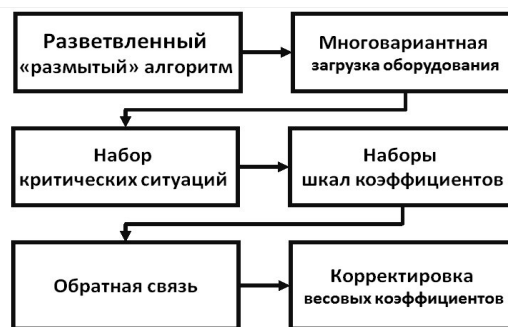 Разветвленный
«размытый» алгоритм
Многовариантная
загрузка оборудования
Набор
критических ситуаций
Наборы
шкал коэффициентов
Обратная связь
Корректировка
весовых коэффициентов